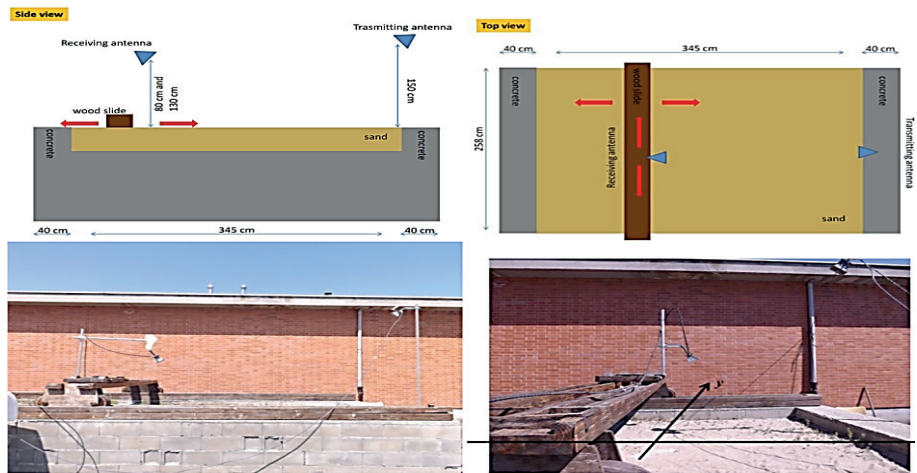 Side view
Trasmitting antenna
Receiving antenna
80 cm and
130 cm
150 cm
wood slide
concrete
sand
concrete
40 cm
345 cm
40 cm
Top view
40 cm
345 cm
40 cm
258 cm
concrete
wood slide
concrete
Receiving antenna
Transmitting antenna
sand
y